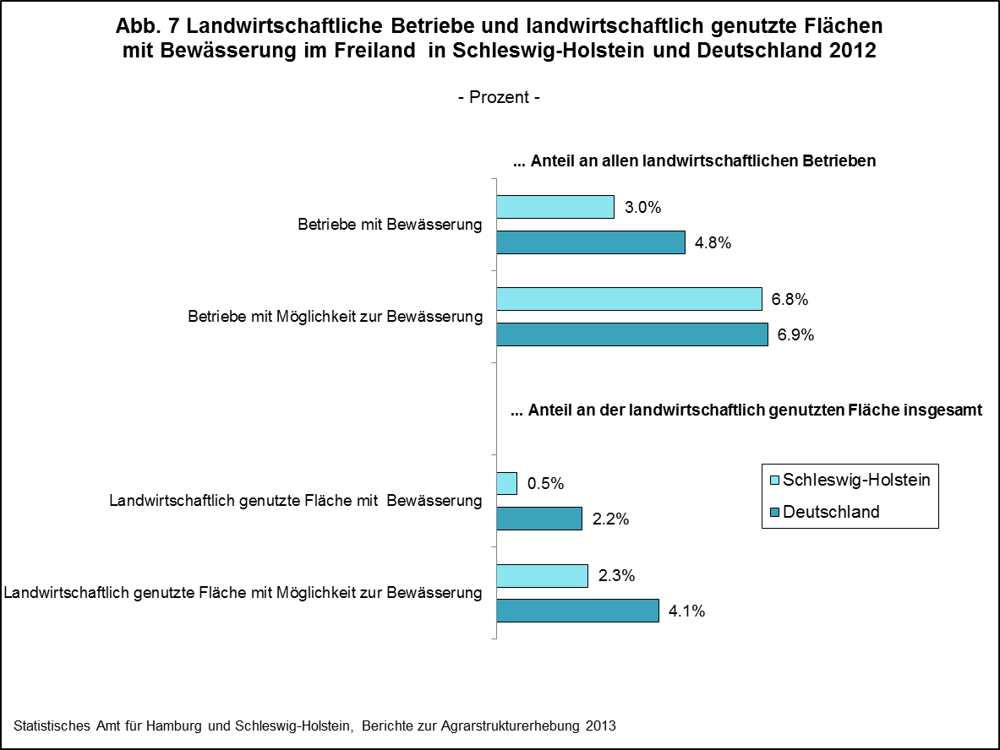 Abb. 7 Landwirtschaftliche Betriebe und landwirtschaftlich genutzte Flächen
mit Bewässerung im Freiland in Schleswig-Holstein und Deutschland 2012
- Prozent -
... Anteil an allen landwirtschaftlichen Betrieben
Betriebe mit Bewässerung
3.0%
4.8%
Betriebe mit Möglichkeit zur Bewässerung
6.8%
6.9%
... Anteil an der landwirtschaftlich genutzten Fläche insgesamt
Schleswig-Holstein
Deutschland
Landwirtschaftlich genutzte Fläche mit Bewässerung
0.5%
2.2%
Landwirtschaftlich genutzte Fläche mit Möglichkeit zur Bewässerung
2.3%
4.1%
Statistisches Amt für Hamburg und Schleswig-Holstein, Berichte zur Agrarstrukturerhebung 2013